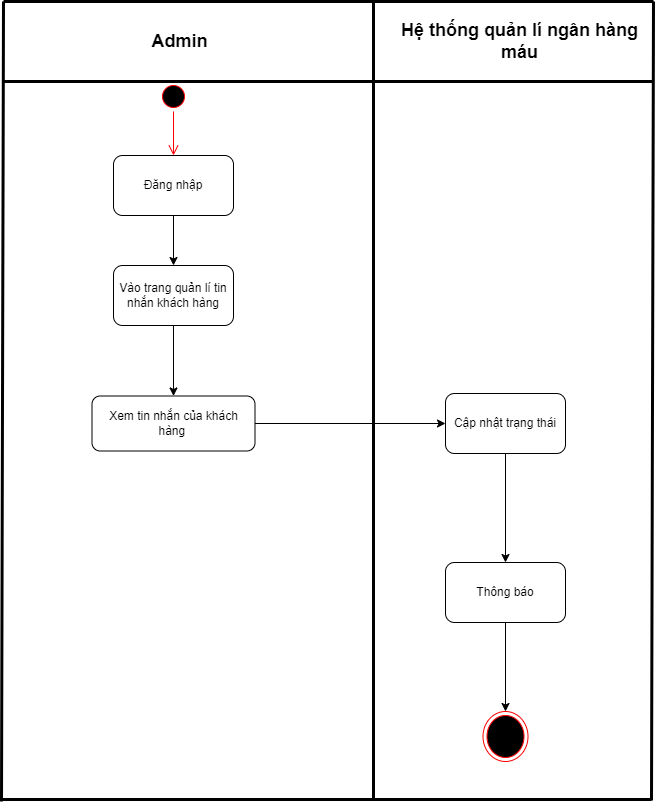 Admin
Hệ thống quản lí ngân hàng
máu
Đăng nhập
Vào trang quản lí tin
nhắn khách hàng
Xem tin nhắn của khách
hàng
Cập nhật trạng thái
Thông báo